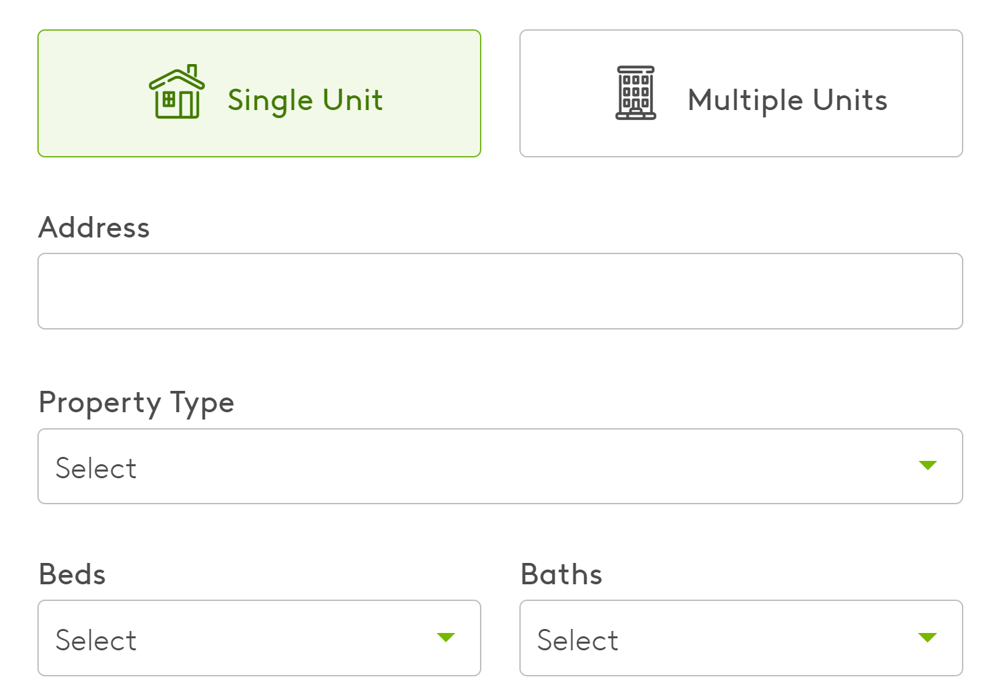 Single Unit
Multiple Units
Address
Property Type
Select
Beds
Baths
Select
Select